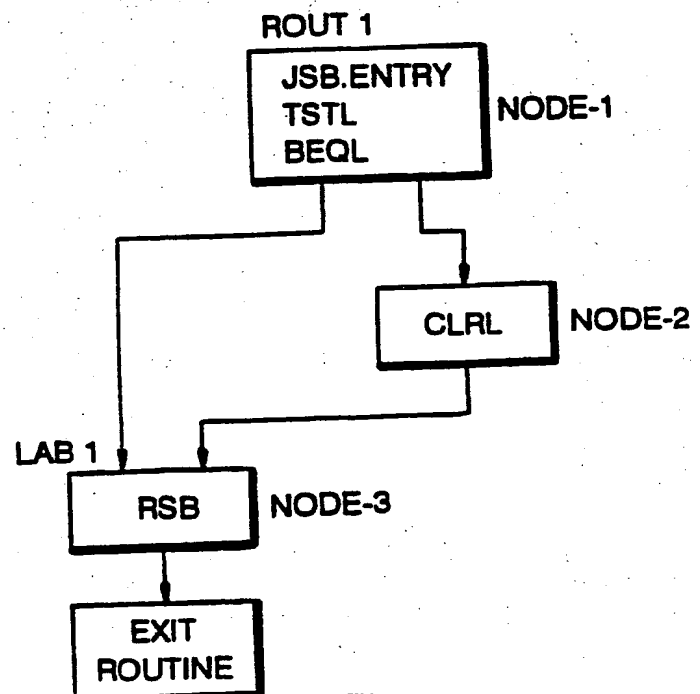 ROUT 1
JSB.ENTRY
TSTL
BEQL
NODE-1
CLRL
NODE-2
LAB 1
RSB
NODE-3
EXIT
ROUTINE